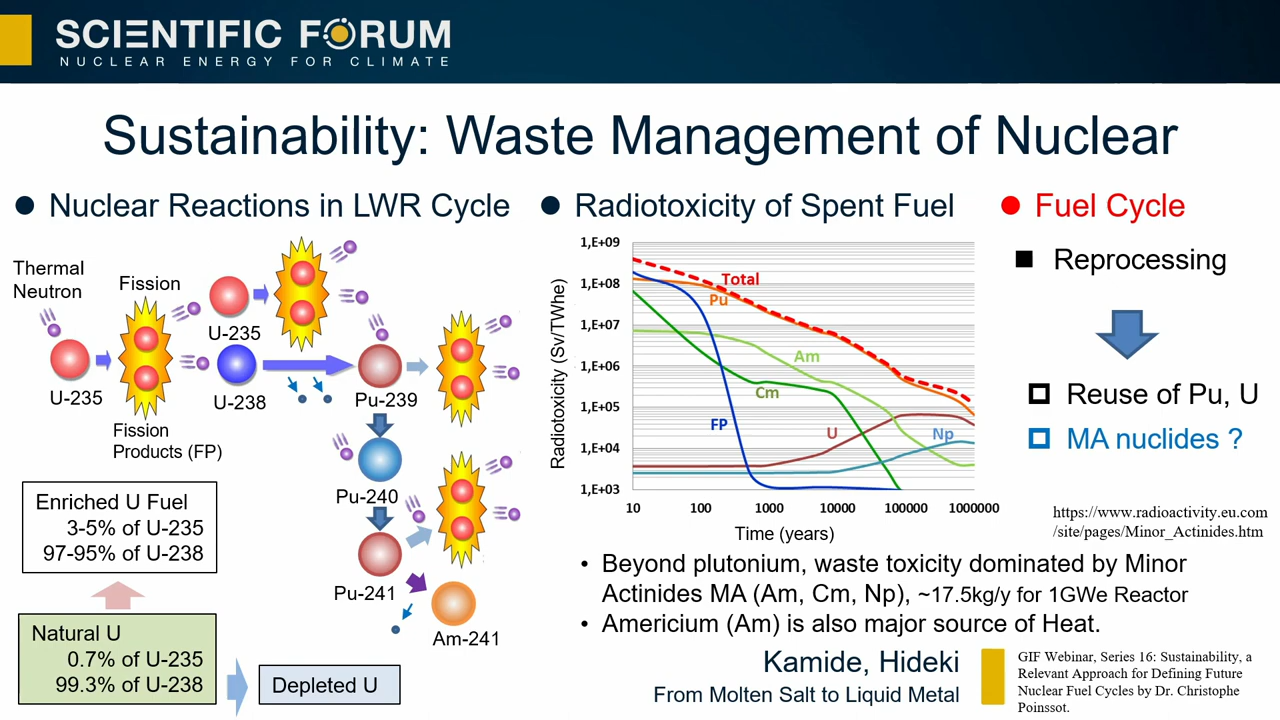 SCIENTIFIC FORUM
NUCLEAR ENERGY FOR CLIMATE
Sustainability: Waste Management of Nuclear
● Nuclear Reactions in LWR Cycle
Thermal
Neutron
Fission
U-235
U-235
U-238
Fission
Products (FP)
Pu-239
Pu-240
Pu-241
Am-241
Enriched U Fuel
3-5% of U-235
97-95% of U-238
Natural U
0.7% of U-235
99.3% of U-238
Depleted U
● Radiotoxicity of Spent Fuel
Radiotoxicity (Sv/TWhe)
1,E+09
1,E+08
1,E+07
1,E+06
1,E+05
1,E+04
1,E+03
Total
Pu
Am
Cm
FP
U
Np
10 100 1000 10000 100000 1000000
Time (years)
● Fuel Cycle
■ Reprocessing
Reuse of Pu, U
MA nuclides ?
https://www.radioactivity.eu.com
/site/pages/Minor_Actinides.htm
• Beyond plutonium, waste toxicity dominated by Minor
Actinides MA (Am, Cm, Np), ~17.5kg/y for 1GWe Reactor
• Americium (Am) is also major source of Heat.
Kamide, Hideki
From Molten Salt to Liquid Metal
GIF Webinar, Series 16: Sustainability, a
Relevant Approach for Defining Future
Nuclear Fuel Cycles by Dr. Christophe
Poinssot.